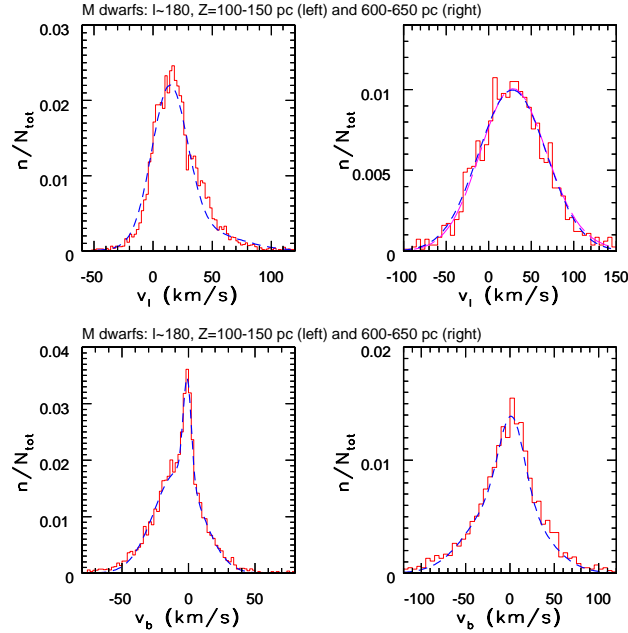 M dwarfs: l~180, Z=100-150 pc (left) and 600-650 pc (right)
n/N_tot
0.03
0.02
0.01
0
-50 0 50 100
v_l (km/s)
n/N_tot
0.01
0.005
0
-100 -50 0 50 100 150
v_l (km/s)
M dwarfs: l~180, Z=100-150 pc (left) and 600-650 pc (right)
n/N_tot
0.04
0.03
0.02
0.01
0
-50 0 50
v_b (km/s)
n/N_tot
0.02
0.01
0
-100 -50 0 50 100
v_b (km/s)